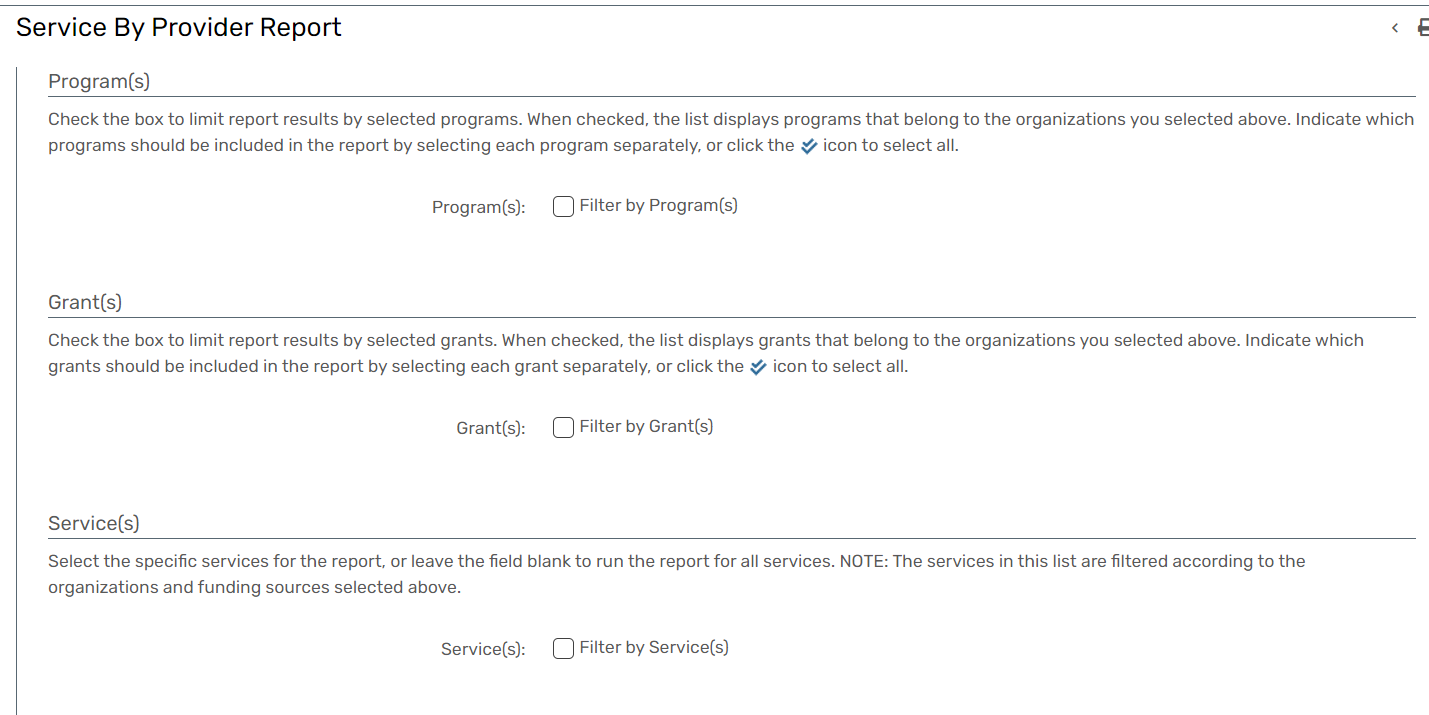 Service By Provider Report
Program(s)
Check the box to limit report results by selected programs. When checked, the list displays programs that belong to the organizations you selected above. Indicate which
programs should be included in the report by selecting each program separately, or click the icon to select all.
Program(s): Filter by Program(s)
Grant(s)
Check the box to limit report results by selected grants. When checked, the list displays grants that belong to the organizations you selected above. Indicate which
grants should be included in the report by selecting each grant separately, or click the icon to select all.
Grant(s): Filter by Grant(s)
Service(s)
Select the specific services for the report, or leave the field blank to run the report for all services. NOTE: The services in this list are filtered according to the
organizations and funding sources selected above.
Service(s): Filter by Service(s)